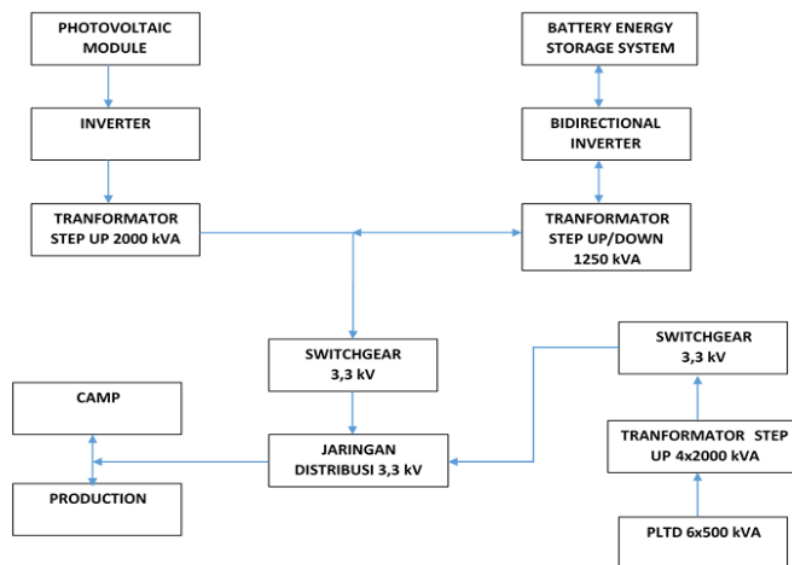 PHOTOVOLTAIC
MODULE
BATTERY ENERGY
STORAGE SYSTEM
INVERTER
BIDIRECTIONAL
INVERTER
TRANFORMATOR
STEP UP 2000 kVA
TRANFORMATOR
STEP UP/DOWN
1250 kVA
SWITCHGEAR
3,3 kV
SWITCHGEAR
3,3 kV
CAMP
JARINGAN
DISTRIBUSI 3,3 kV
TRANFORMATOR STEP
UP 4x2000 kVA
PRODUCTION
PLTD 6x500 kVA